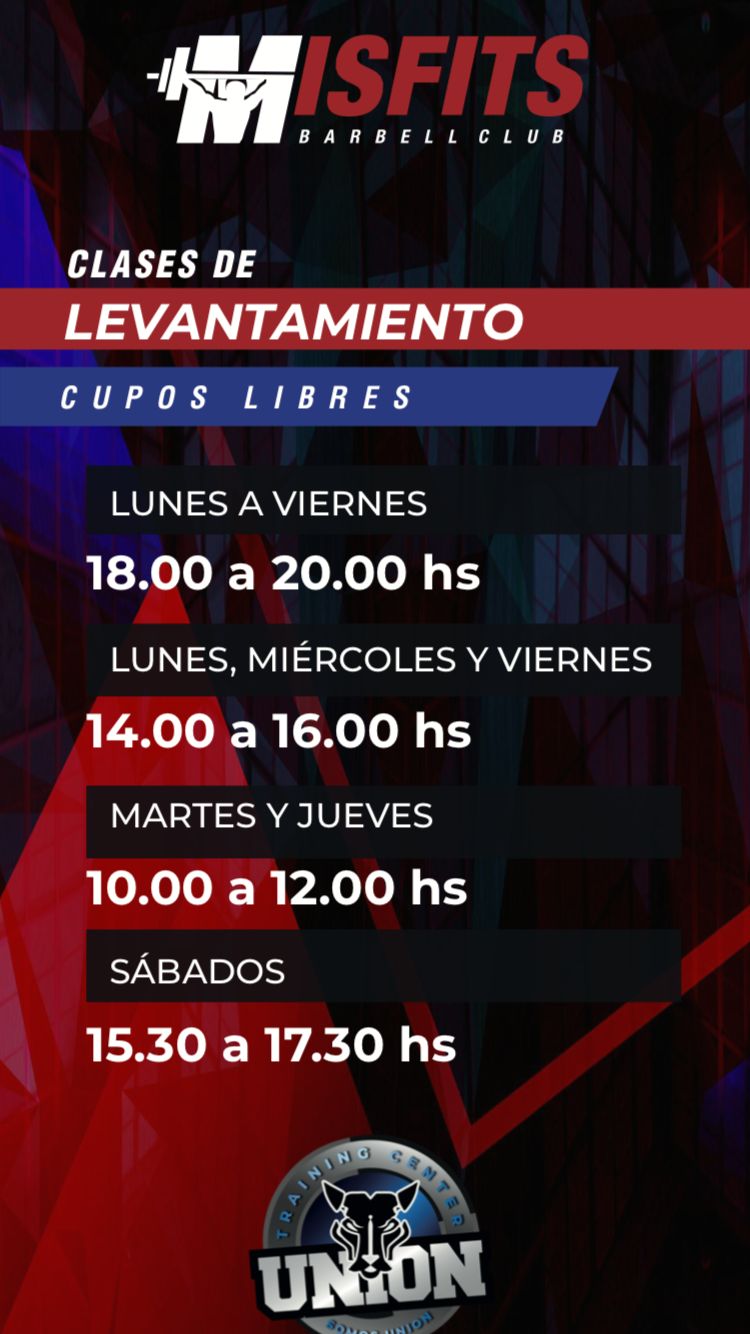 MISFITS
BARBELL CLUB
CLASES DE
LEVANTAMIENTO
CUPOS LIBRES
LUNES A VIERNES
18.00 a 20.00 hs
LUNES, MIÉRCOLES Y VIERNES
14.00 a 16.00 hs
MARTES Y JUEVES
10.00 a 12.00 hs
SÁBADOS
15.30 a 17.30 hs
TRAINING CENTER
UNION
SOMOS UNION